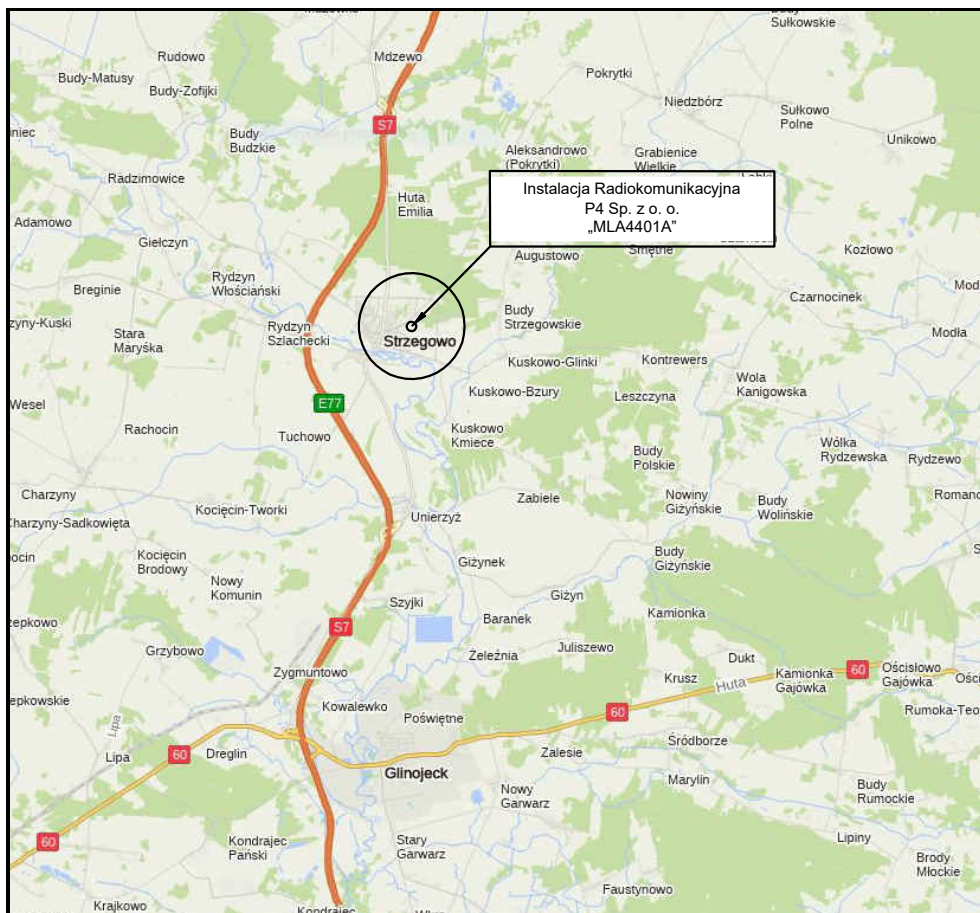 Sułkowskie
Mdzewo
Rudowo
Budy-Matusy
Pokrytki
Budy-Zofijki
Niedzbórz
Sułkowo
Polne
S7
Budy
Budzkie
Unikowo
Aleksandrowo
(Pokrytki)
Grabienice
Wielkie
Radzimowice
Instalacja Radiokomunikacyjna
P4 Sp. z o. o.
„MLA4401A”
Huta
Emilia
Adamowo
Giełczyn
Smętne
Kozłowo
Augustowo
Rydzyn
Włościański
Breginie
Czarnocinek
Budy
Strzegowskie
Rydzyn
Szlachecki
Stara
Maryśka
Modła
Strzegowo
Kuskowo-Glinki
Kontrewers
Wola
Kanigowska
Kuskowo-Bzury
Leszczyna
E77
Wesel
Rachocin
Tuchowo
Kuskowo
Kmiece
Wólka
Rydzewska
Budy
Polskie
Rydzewo
Charzyny
Zabiele
Nowiny
Giżyńskie
Budy
Wolińskie
Kocięcin-Tworki
Unierzyż
Charzyny-Sadkowięta
Kocięcin
Brodowy
Budy
Giżyńskie
Giżynek
Nowy
Komunin
Giżyn
Szyjki
Baranek
Kamionka
S7
Grzybowo
Żeleźnia
Juliszewo
Dukt
Zygmuntowo
Krusz
Huta
Kamionka
Gajówka
60
Ościsłowo
Gajówka
Kowalewko
Poświętne
60
Rumoka-Teo
Lipa
Lipa
60
Dreglin
Zalesie
Śródborze
Glinojeck
Marylin
Nowy
Garwarz
Budy
Rumockie
60
Kondrajec
Pański
Stary
Garwarz
Lipiny
Brody
Młockie
Faustynowo
Krajkowo
Kondrajec